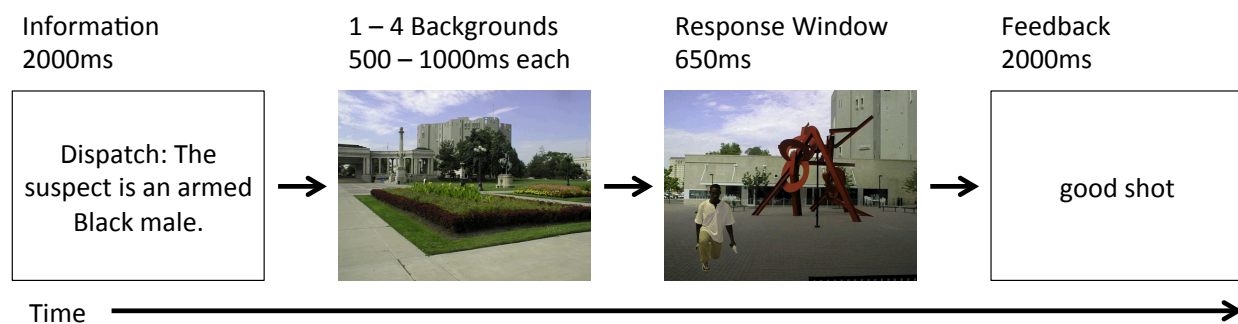 Information
2000ms
1 – 4 Backgrounds
500 – 1000ms each
Response Window
650ms
Feedback
2000ms
Dispatch: The
suspect is an armed
Black male.
good shot
Time